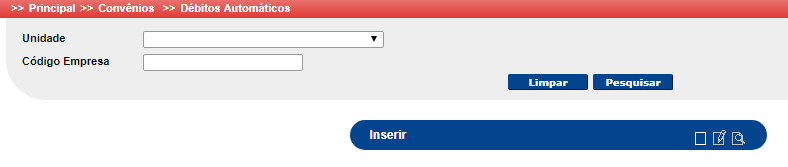 >> Principal >> Convênios >> Débitos Automáticos
Unidade
Código Empresa
Limpar Pesquisar
Inserir